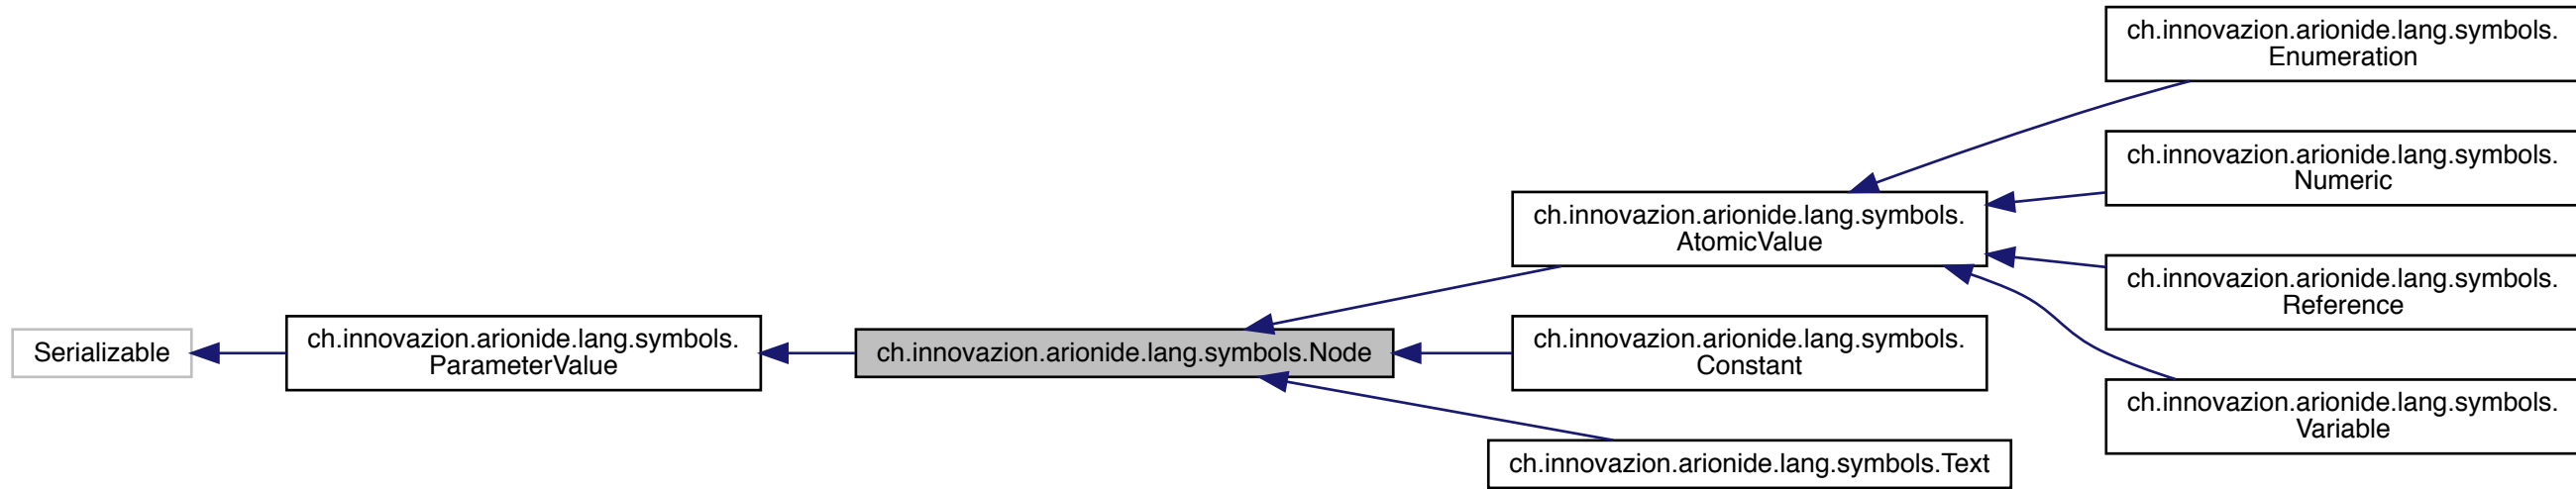 Serializable
ch.innovazion.arionide.lang.symbols.
ParameterValue
ch.innovazion.arionide.lang.symbols.Node
ch.innovazion.arionide.lang.symbols.
AtomicValue
ch.innovazion.arionide.lang.symbols.
Constant
ch.innovazion.arionide.lang.symbols.Text
ch.innovazion.arionide.lang.symbols.
Enumeration
ch.innovazion.arionide.lang.symbols.
Numeric
ch.innovazion.arionide.lang.symbols.
Reference
ch.innovazion.arionide.lang.symbols.
Variable